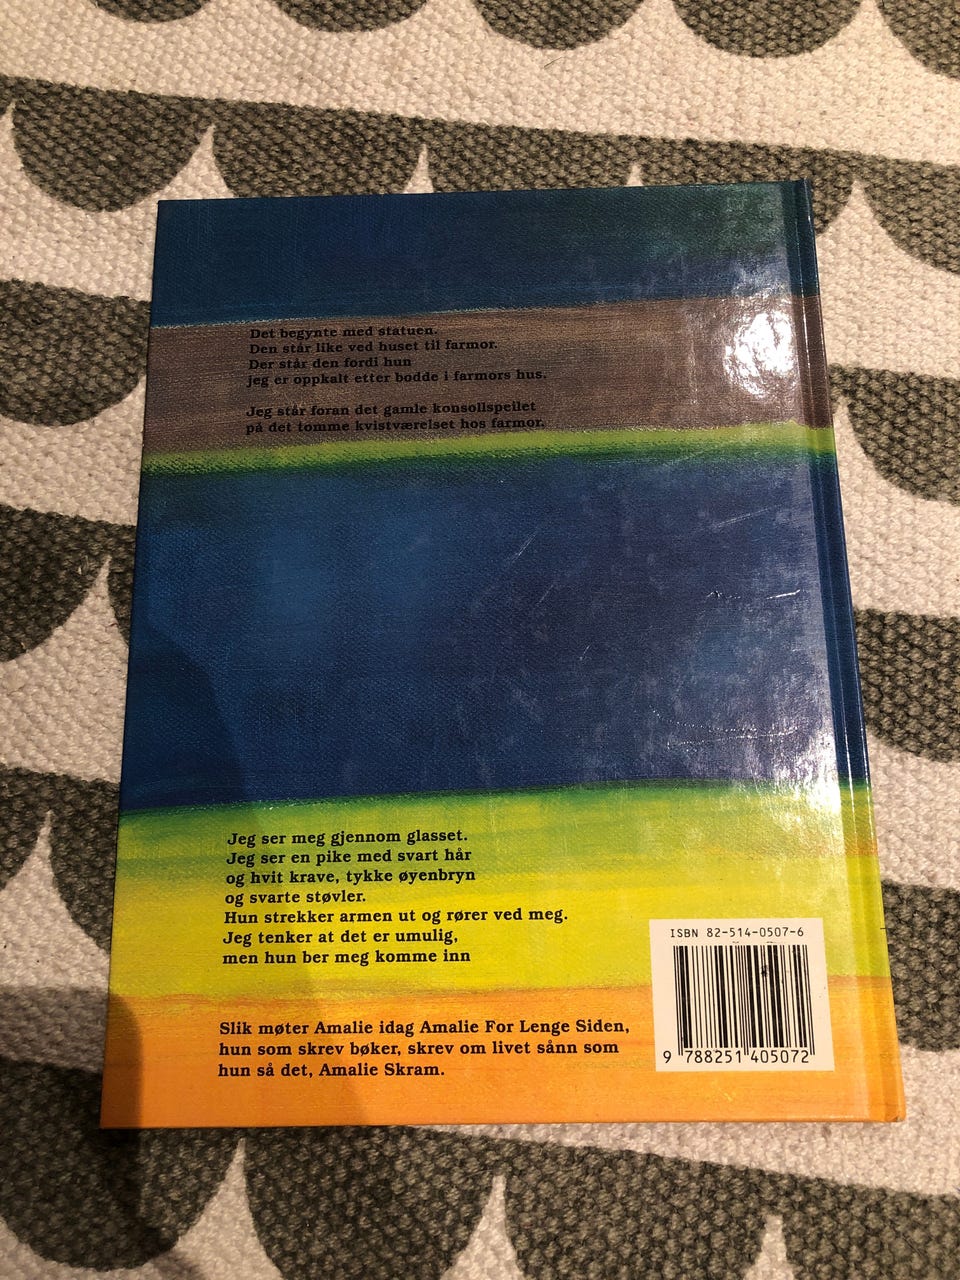 Det begynte med statuen.
Den står like ved huset til farmor.
Der står den fordi hun
jeg er oppkalt etter bodde i farmors hus.
Jeg står foran det gamle konsollspeilet
på det tomme kvistværelset hos farmor.
Jeg ser meg gjennom glasset.
Jeg ser en pike med svart hår
og hvit krave, tykke øyenbryn
og svarte støvler.
Hun strekker armen ut og rører ved meg.
Jeg tenker at det er umulig,
men hun ber meg komme inn
Slik møter Amalie idag Amalie For Lenge Siden,
hun som skrev bøker, skrev om livet sånn som
hun så det, Amalie Skram.
ISBN 82-514-0507-6
9 788251 405072